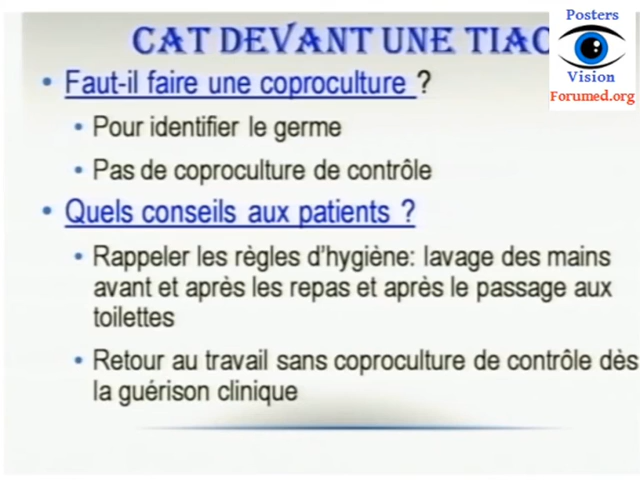 CAT DEVANT UNE TIAC
Posters
Vision
Forumed.org
• Faut-il faire une coproculture ?
• Pour identifier le germe
• Pas de coproculture de contrôle
• Quels conseils aux patients ?
• Rappeler les règles d'hygiène: lavage des mains
avant et après les repas et après le passage aux
toilettes
• Retour au travail sans coproculture de contrôle dès
la guérison clinique